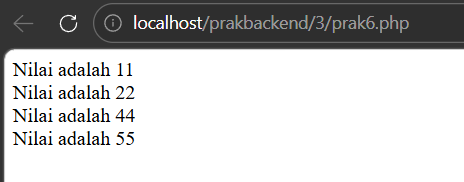 localhost/prakbackend/3/prak6.php
Nilai adalah 11
Nilai adalah 22
Nilai adalah 44
Nilai adalah 55